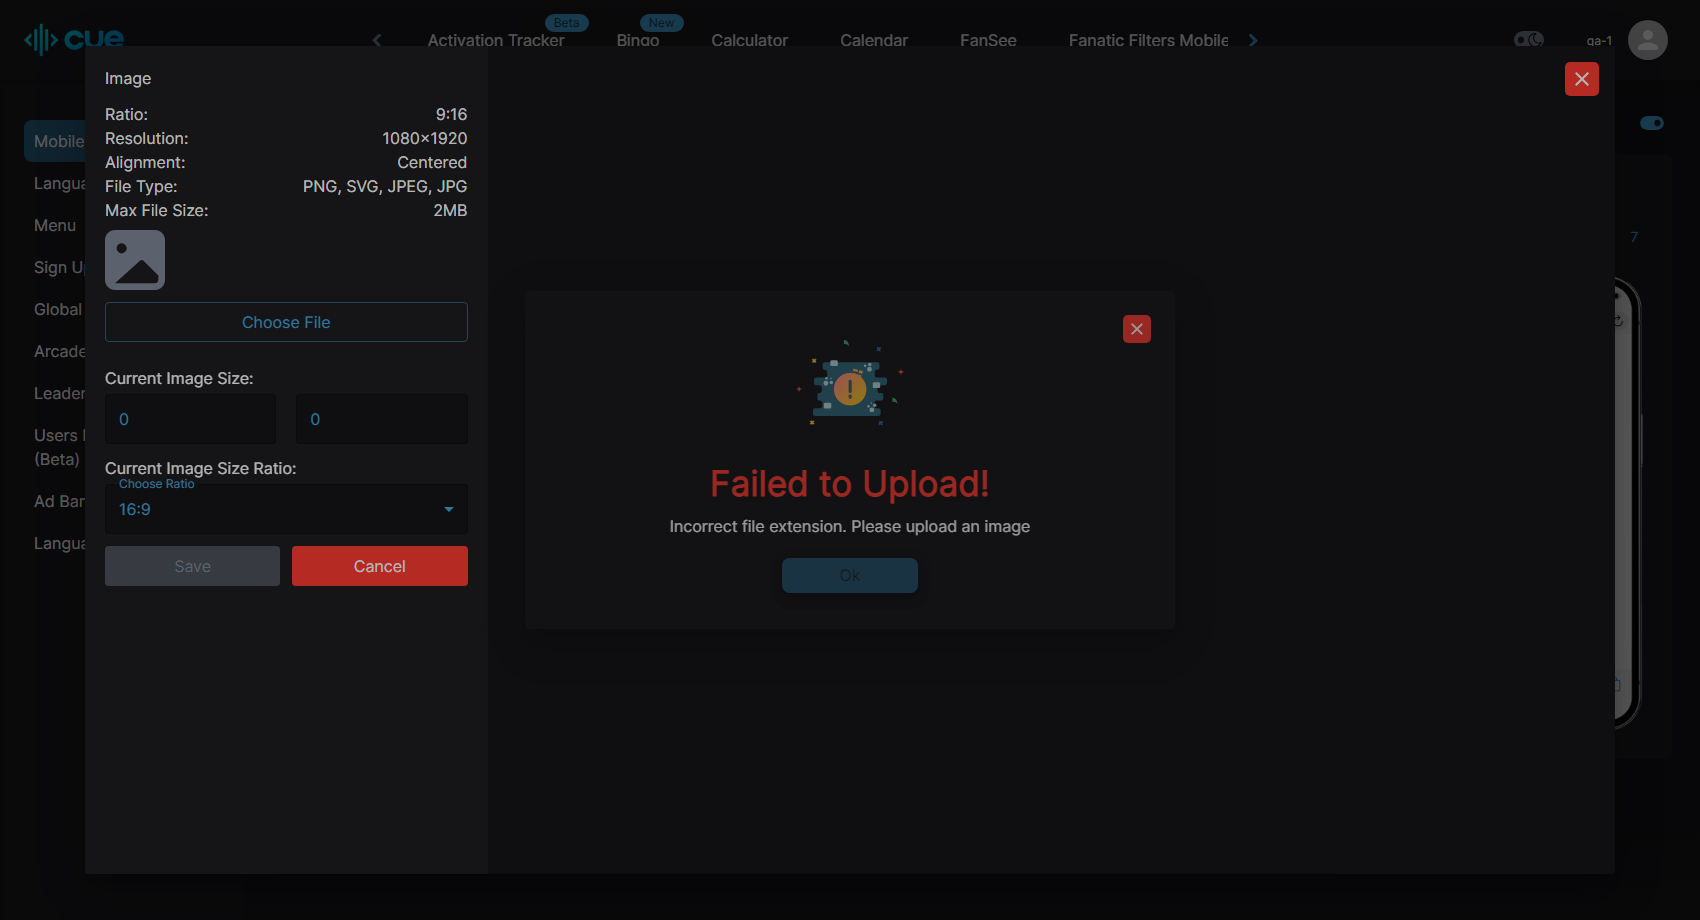 cue
Activation Tracker
Beta
Bingo
New
Calculator
Calendar
FanSee
Fanatic Filters Mobile
qa-1
Mobile
Langua
Menu
Sign U
Global
Arcade
Leader
Users
(Beta)
Ad Bar
Langua
Image
Ratio: 9:16
Resolution: 1080×1920
Alignment: Centered
File Type: PNG, SVG, JPEG, JPG
Max File Size: 2MB
Choose File
Current Image Size:
0 0
Current Image Size Ratio:
Choose Ratio
16:9
Save Cancel
Failed to Upload!
Incorrect file extension. Please upload an image
Ok
7